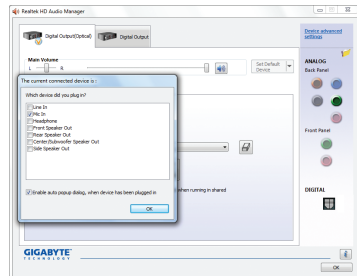 Realtek HD Audio Manager
Digital Output(Optical)
Digital Output
Device advanced
settings
Main Volume
L
R
Set Default
Device
ANALOG
Back Panel
The current connected device is :
Which device did you plug in?
Line In
Mic In
Headphone
Front Speaker Out
Rear Speaker Out
Center/Subwoofer Speaker Out
Side Speaker Out
Front Panel
when running in shared
Enable auto popup dialog, when device has been plugged in
DIGITAL
OK
GIGABYTE
TECHNOLOGY
OK